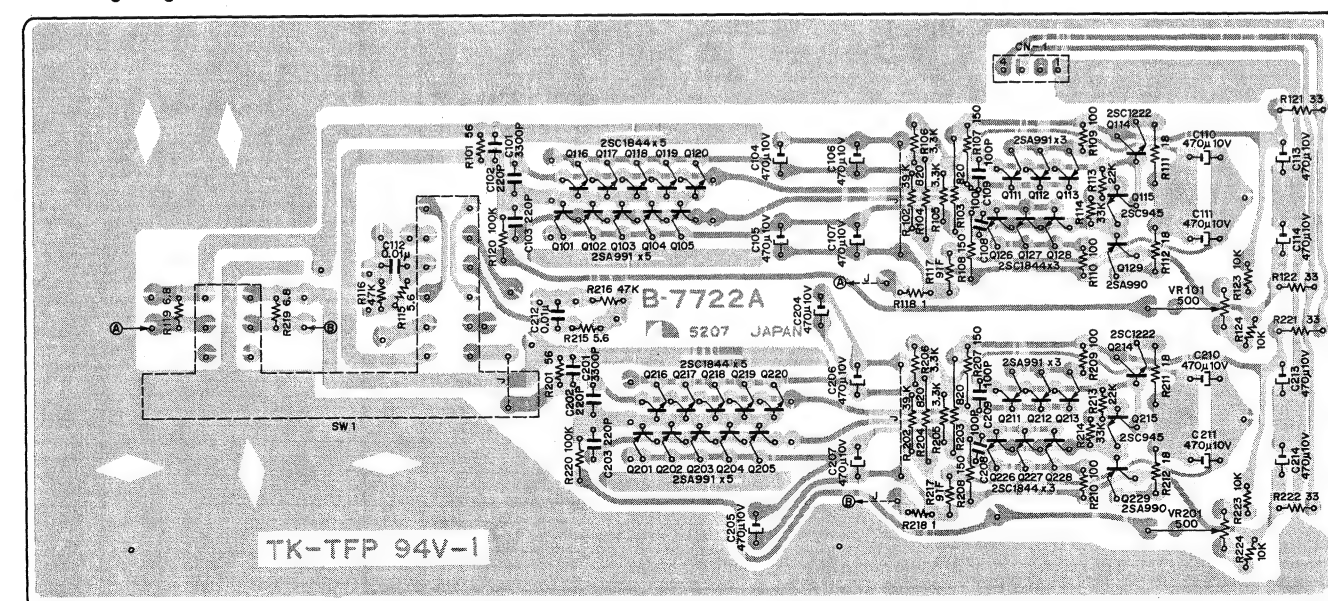 CN-1
4 1
R121 33
R101 56
C101 3300P
C102 220P
2SC1844x5
Q116 Q117 Q118 Q119 Q120
C104 470μ10V
C106 470μ10V
R106 3.3K
R107 150
C109 100P
2SA991x3
R109 100
2SC1222
Q114
R111 18
C110
470μ10V
C113 470μ10V
R102 39K
R104 820
R105 3.3K
R103 820
Q111 Q112 Q113
R113 22K
R114 33K
Q115
2SC945
R120 100K
C103 220P
Q101 Q102 Q103 Q104 Q105
2SA991 x5
C105 470μ10V
C107 470μ10V
J
C108 100P
Q126 Q127 Q128
2SC1844x3
R117 91F
R108 150
R110 100
Q129
2SA990
R112 18
C111
470μ10V
C114 470μ10V
C112
0.01μ
R116 47K
R115 5.6
A J
R118 1
VR101
500
R123 10K
R124 10K
R122 33
R119 6.8
A
R219 6.8
B
C212 0.01μ
R216 47K
R215 5.6
B-7722A
5207 JAPAN
C204 470μ10V
R221 33
J
SW1
R201 56
C201 3300P
C202 220P
2SC1844x5
Q216 Q217 Q218 Q219 Q220
C206 470μ10V
R206 3.3K
R207 150
C209 100P
2SA991 x3
R209 100
2SC1222
Q214
R211 18
C210
470μ10V
C213 470μ10V
R202 39K
R204 820
R205 3.3K
R203 820
Q211 Q212 Q213
R213 22K
R214 33K
Q215
2SC945
R220 100K
C203 220P
Q201 Q202 Q203 Q204 Q205
2SA991 x5
C207 470μ10V
J
C208 100P
Q226 Q227 Q228
2SC1844 x3
R217 91F
R208 150
R210 100
Q229
2SA990
R212 18
C211
470μ10V
C214 470μ10V
C205 470μ10V
B J
R218 1
VR201
500
R223 10K
R224 10K
R222 33
TK-TFP 94V-1